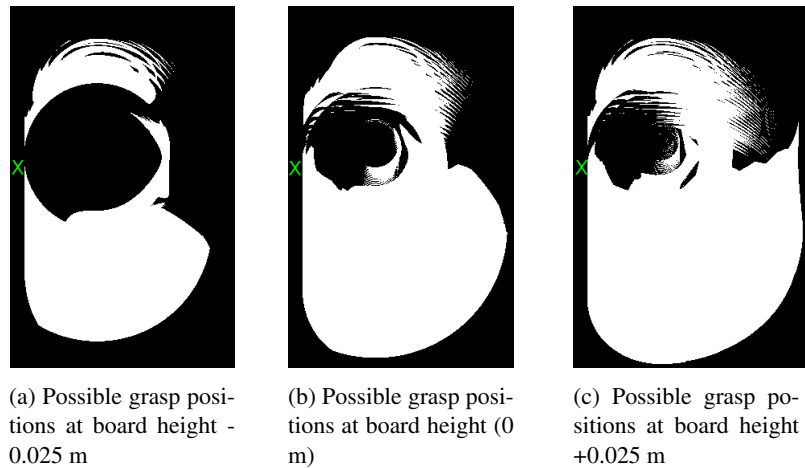 X
X
X
(a) Possible grasp posi-
tions at board height -
0.025 m
(b) Possible grasp posi-
tions at board height (0
m)
(c) Possible grasp po-
sitions at board height
+0.025 m